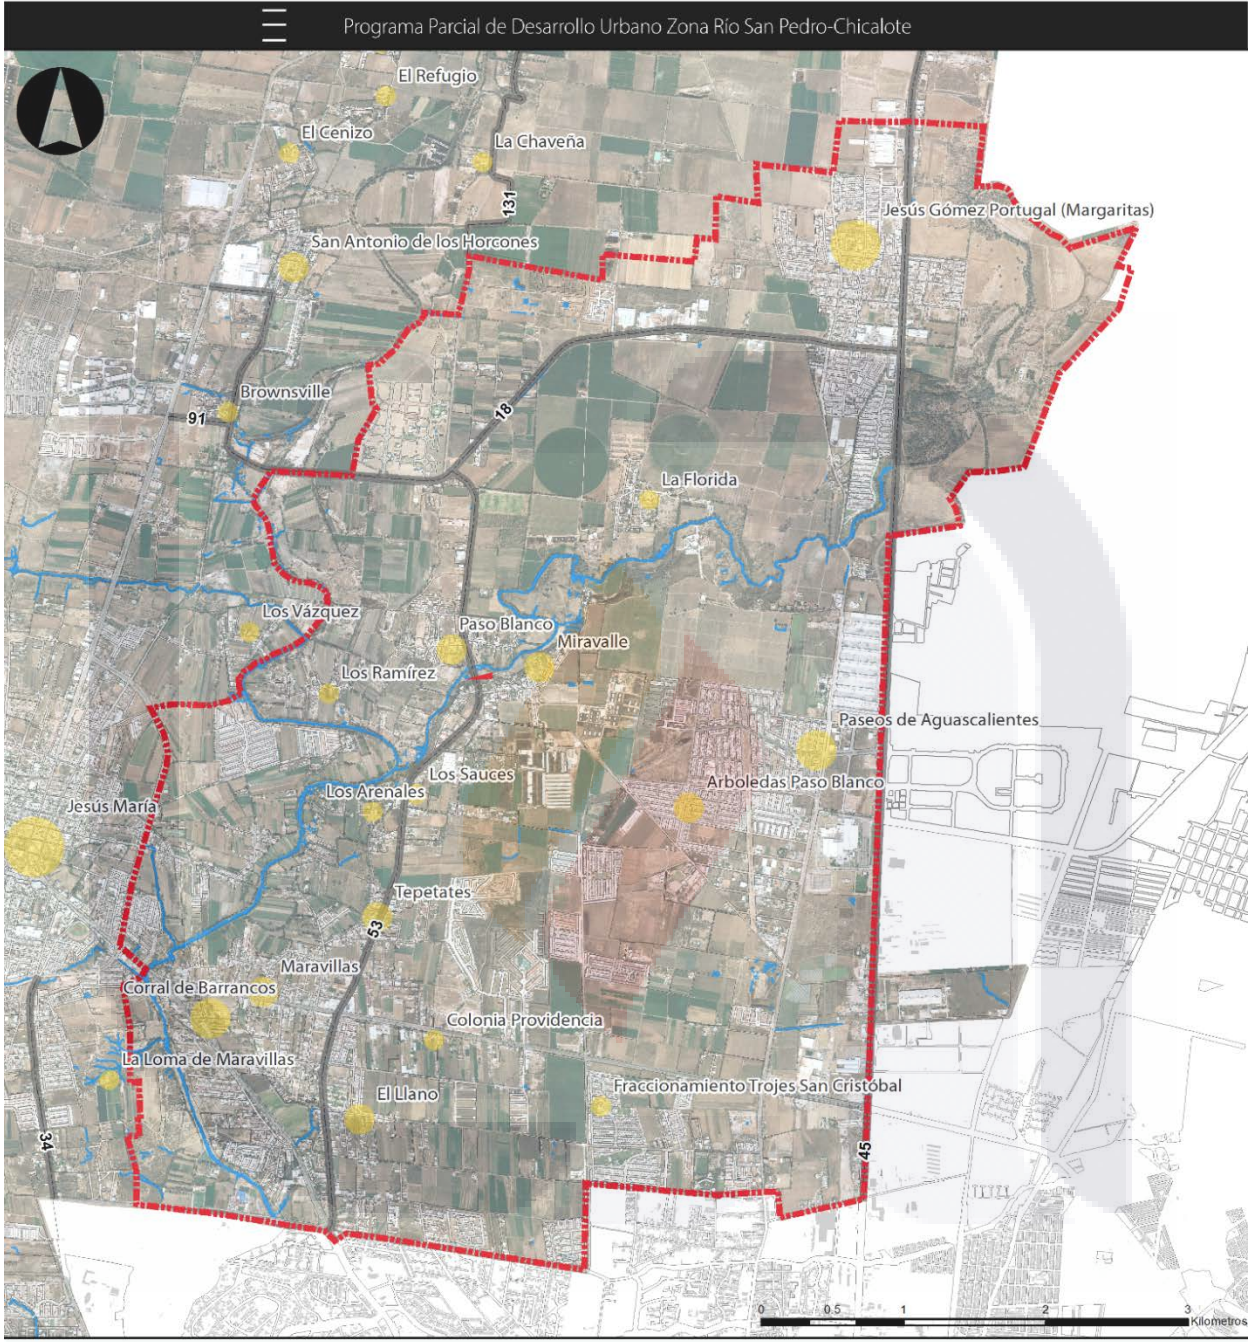 Programa Parcial de Desarrollo Urbano Zona Río San Pedro-Chicalote
El Refugio
El Cenizo
La Chaveña
131
Jesús Gómez Portugal (Margaritas)
San Antonio de los Horcones
Brownsville
91
18
La Florida
Los Vázquez
Paso Blanco
Miravalle
Los Ramírez
Paseos de Aguascalientes
Los Sauces
Arboledas Paso Blanco
Los Arenales
Jesús María
Tepetates
53
Maravillas
Corral de Barrancos
Colonia Providencia
La Loma de Maravillas
El Llano
Fraccionamiento Trojes San Cristóbal
34
45
0 0.5 1 2 3
Kilometros